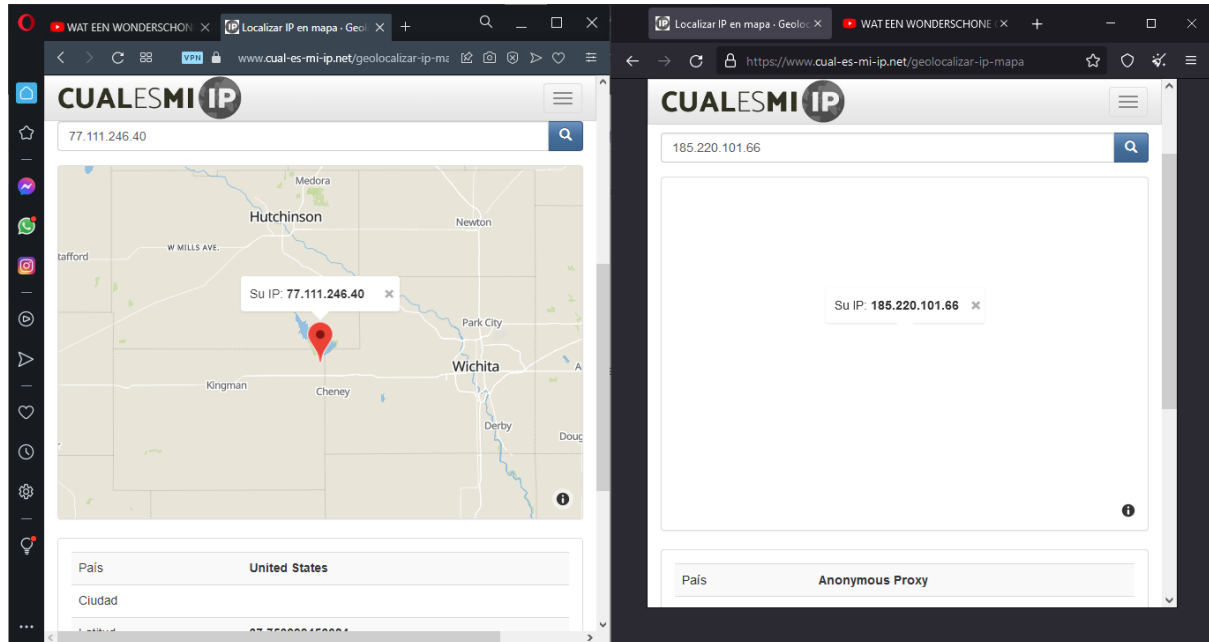 WAT EEN WONDERSCHON
Localizar IP en mapa - Geol
VPN
www.cual-es-mi-ip.net/geolocalizar-ip-ma
CUALESMI IP
77.111.246.40
Medora
Hutchinson
Newton
W MILLS AVE.
tafford
Su IP: 77.111.246.40
Park City
Wichita
A
Kingman
Cheney
Derby
Doug
País United States
Ciudad
Localizar IP en mapa - Geoloc
WAT EEN WONDERSCHONE
https://www.cual-es-mi-ip.net/geolocalizar-ip-mapa
CUALESMI IP
185.220.101.66
Su IP: 185.220.101.66
País Anonymous Proxy